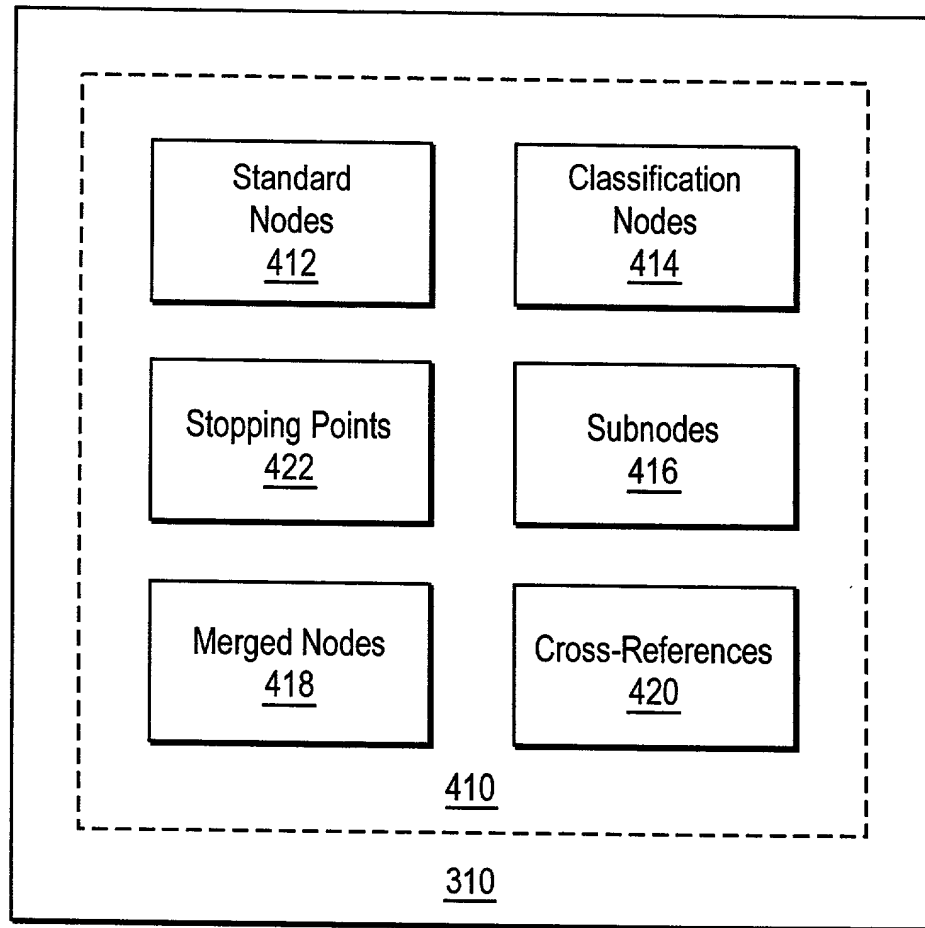 Standard
Nodes
412
Classification
Nodes
414
Stopping Points
422
Subnodes
416
Merged Nodes
418
Cross-References
420
410
310